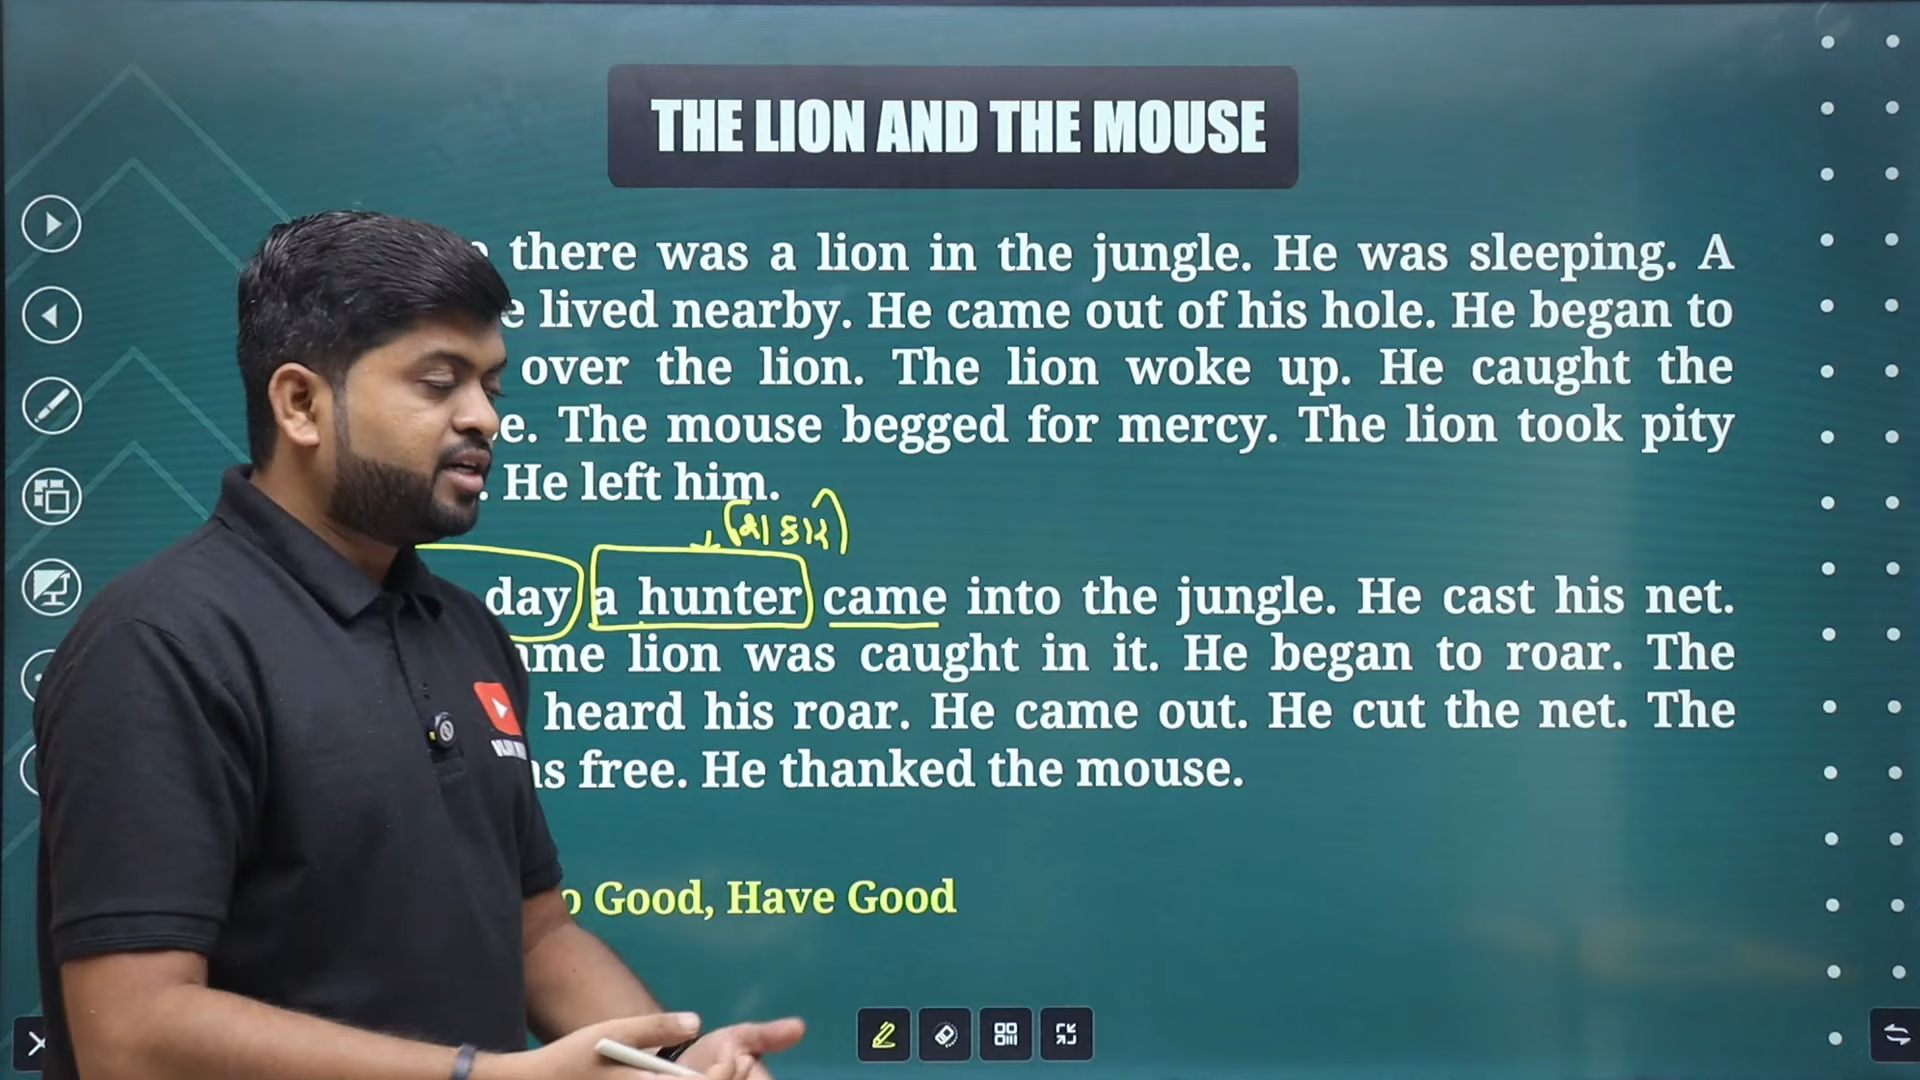 THE LION AND THE MOUSE
there was a lion in the jungle. He was sleeping. A
lived nearby. He came out of his hole. He began to
over the lion. The lion woke up. He caught the
The mouse begged for mercy. The lion took pity
He left him.
day a hunter came into the jungle. He cast his net.
lion was caught in it. He began to roar. The
heard his roar. He came out. He cut the net. The
free. He thanked the mouse.
Good, Have Good